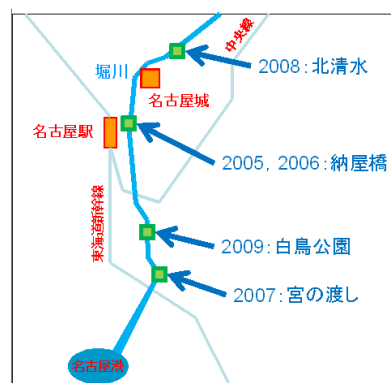 中央線
堀川
2008：北清水
名古屋城
名古屋駅
2005，2006：納屋橋
東海道新幹線
2009：白鳥公園
2007：宮の渡し
名古屋港